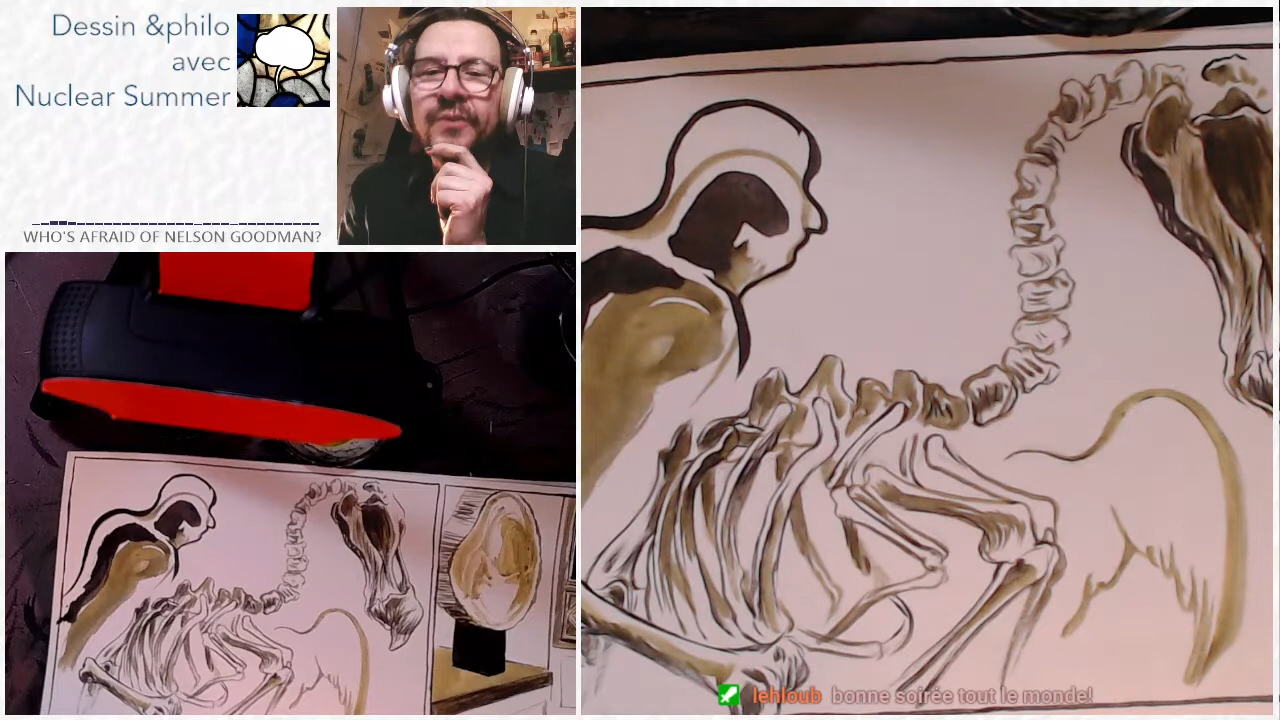 Dessin &philo
avec
Nuclear Summer
WHO'S AFRAID OF NELSON GOODMAN?
lehloub bonne soirée tout le monde!